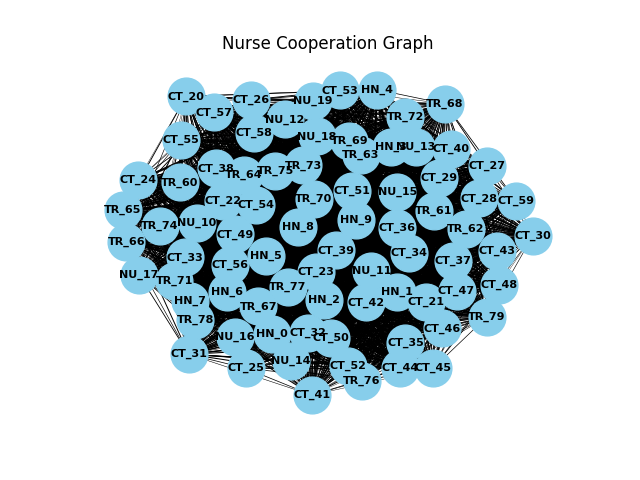 Nurse Cooperation Graph
CT_20
CT_57
CT_26
NU_19
CT_53
HN_4
TR_68
NU_12
TR_72
CT_55
CT_58
NU_18
TR_69
TR_63
NU_13
CT_40
CT_24
TR_60
CT_38
TR_64
TR_75
TR_73
CT_29
CT_27
CT_51
NU_15
CT_28
CT_59
TR_65
CT_22
CT_54
TR_70
TR_61
TR_74
NU_10
HN_8
HN_9
CT_36
TR_62
CT_30
TR_66
CT_49
CT_39
CT_34
CT_43
CT_33
CT_56
HN_5
CT_37
NU_17
TR_71
CT_23
NU_11
CT_48
HN_7
HN_6
TR_77
HN_2
CT_42
HN_1
CT_21
CT_47
TR_78
TR_67
TR_79
NU_16
HN_0
CT_32
CT_50
CT_35
CT_46
CT_31
CT_25
NU_14
CT_52
TR_76
CT_44
CT_45
CT_41